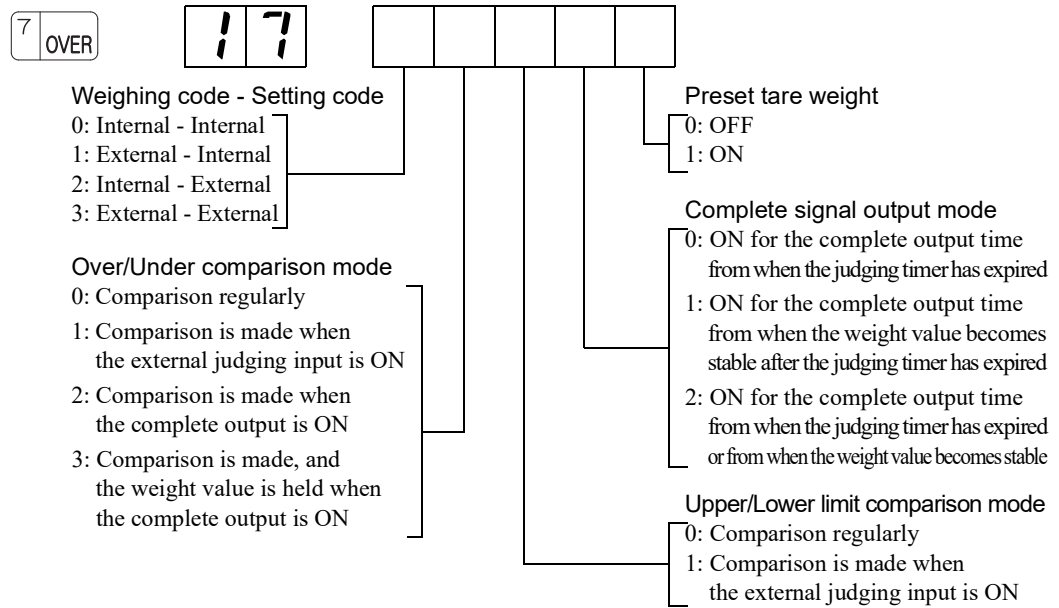 7 OVER
17
Weighing code - Setting code
0: Internal - Internal
1: External - Internal
2: Internal - External
3: External - External
Over/Under comparison mode
0: Comparison regularly
1: Comparison is made when
the external judging input is ON
2: Comparison is made when
the complete output is ON
3: Comparison is made, and
the weight value is held when
the complete output is ON
Preset tare weight
0: OFF
1: ON
Complete signal output mode
0: ON for the complete output time
from when the judging timer has expired
1: ON for the complete output time
from when the weight value becomes
stable after the judging timer has expired
2: ON for the complete output time
from when the judging timer has expired
or from when the weight value becomes stable
Upper/Lower limit comparison mode
0: Comparison regularly
1: Comparison is made when
the external judging input is ON